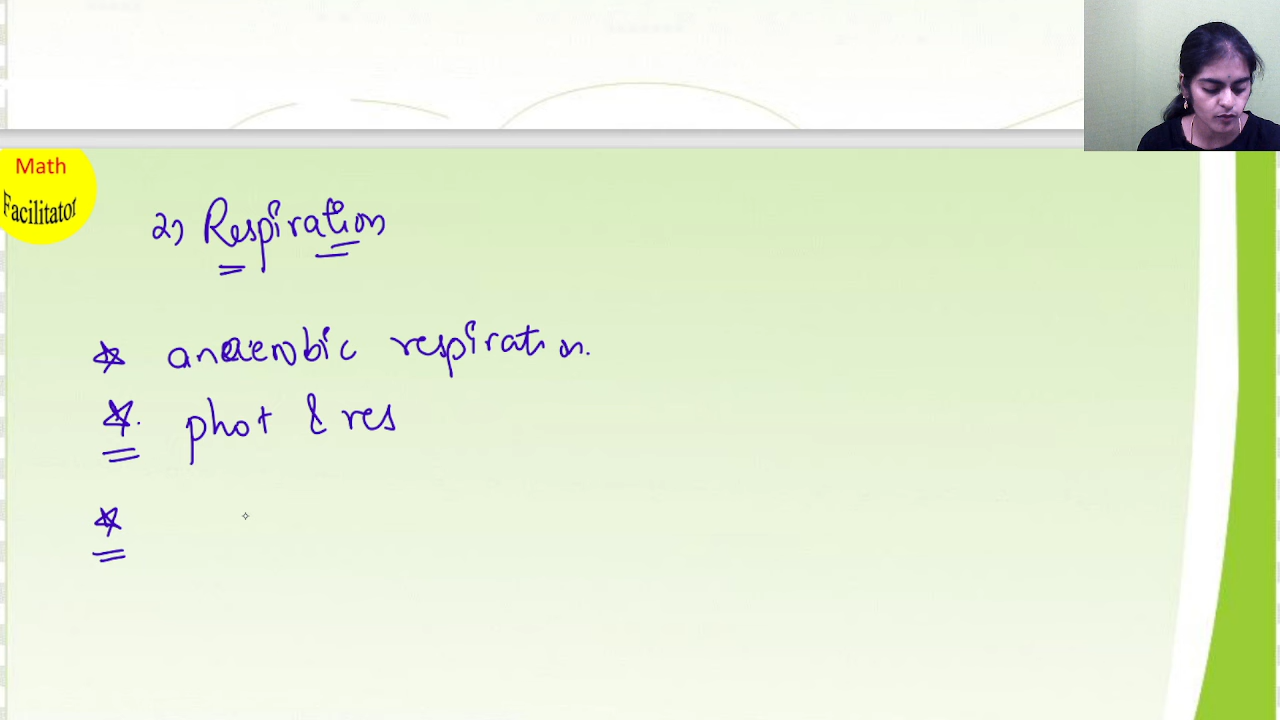 Math
Facilitator
2) Respiration
☆ anaerobic respiration.
☆. phot & res
☆